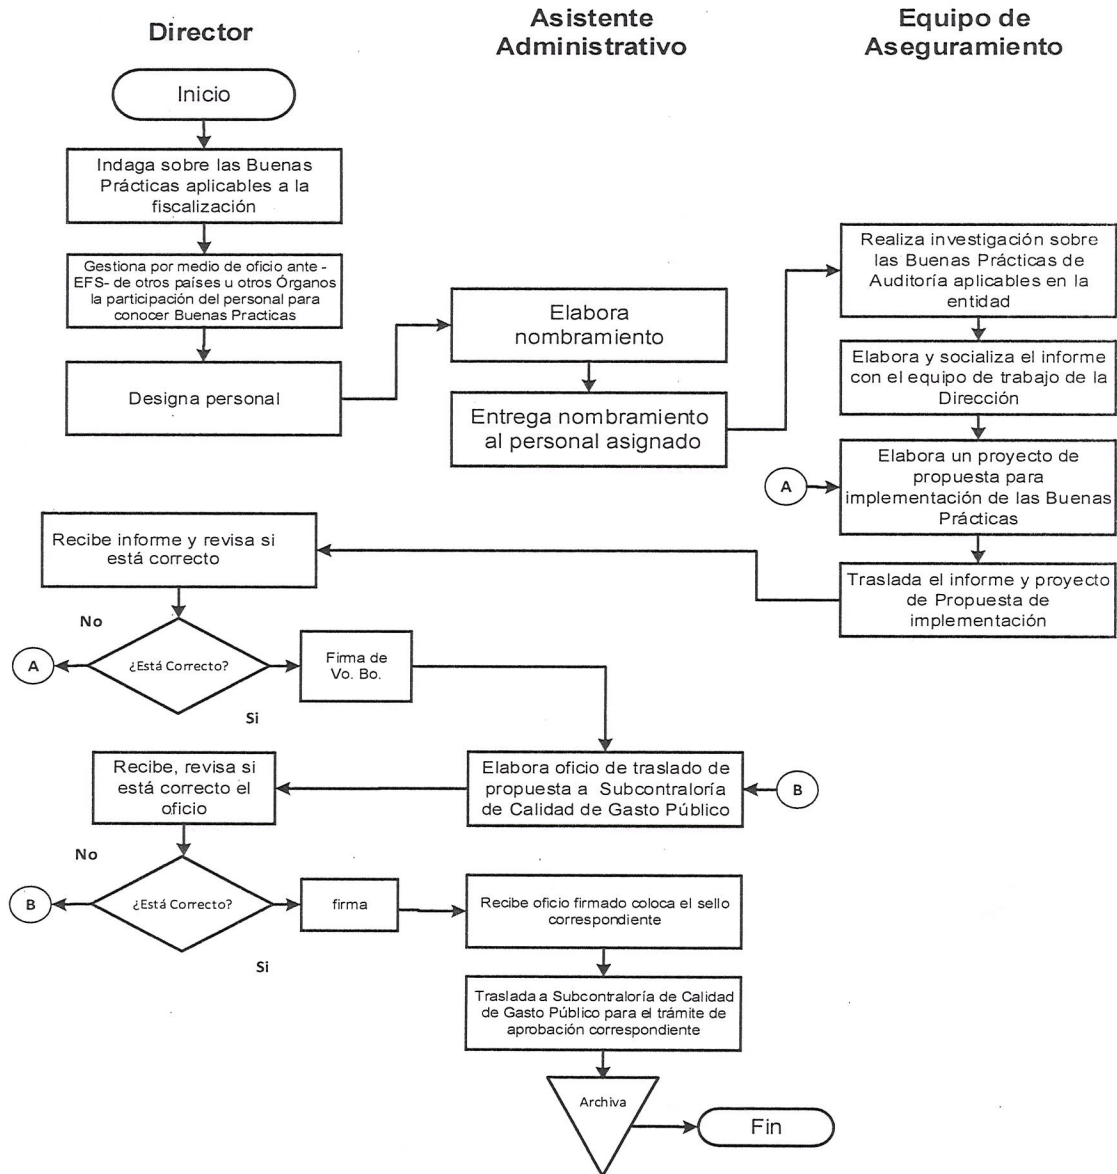 Director
Asistente
Administrativo
Equipo de
Aseguramiento
Inicio
Indaga sobre las Buenas
Prácticas aplicables a la
fiscalización
Gestiona por medio de oficio ante -
EFS- de otros países u otros Órganos
la participación del personal para
conocer Buenas Practicas
Designa personal
Elabora
nombramiento
Entrega nombramiento
al personal asignado
Realiza investigación sobre
las Buenas Prácticas de
Auditoría aplicables en la
entidad
Elabora y socializa el informe
con el equipo de trabajo de la
Dirección
A
Elabora un proyecto de
propuesta para
implementación de las Buenas
Prácticas
Traslada el informe y proyecto
de Propuesta de
implementación
Recibe informe y revisa si
está correcto
No
A
¿Está Correcto?
Si
Firma de
Vo. Bo.
Elabora oficio de traslado de
propuesta a Subcontraloría
de Calidad de Gasto Público
B
Recibe, revisa si
está correcto el
oficio
No
B
¿Está Correcto?
Si
firma
Recibe oficio firmado coloca el sello
correspondiente
Traslada a Subcontraloría de Calidad
de Gasto Público para el trámite de
aprobación correspondiente
Archiva
Fin